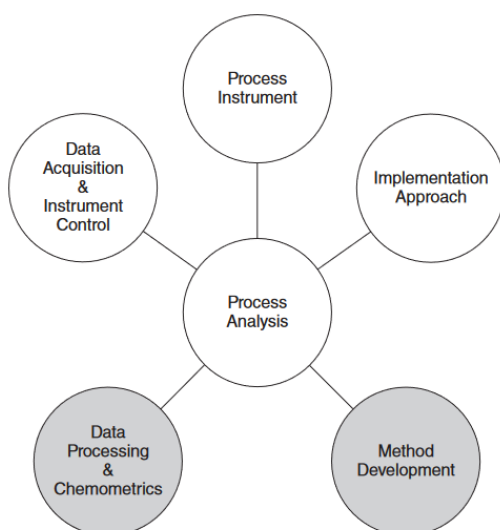 Process
Instrument
Data
Acquisition
&
Instrument
Control
Implementation
Approach
Process
Analysis
Data
Processing
&
Chemometrics
Method
Development